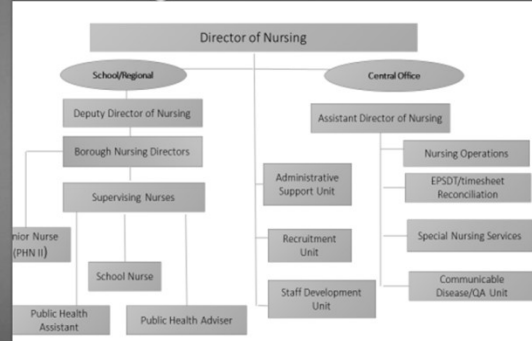 Director of Nursing
School/Regional
Central Office
Deputy Director of Nursing
Assistant Director of Nursing
Borough Nursing Directors
Nursing Operations
Administrative
Support Unit
EPSDT/timesheet
Reconciliation
Supervising Nurses
nior Nurse
(PHN II)
Recruitment
Unit
Special Nursing Services
School Nurse
Staff Development
Unit
Communicable
Disease/QA Unit
Public Health
Assistant
Public Health Adviser